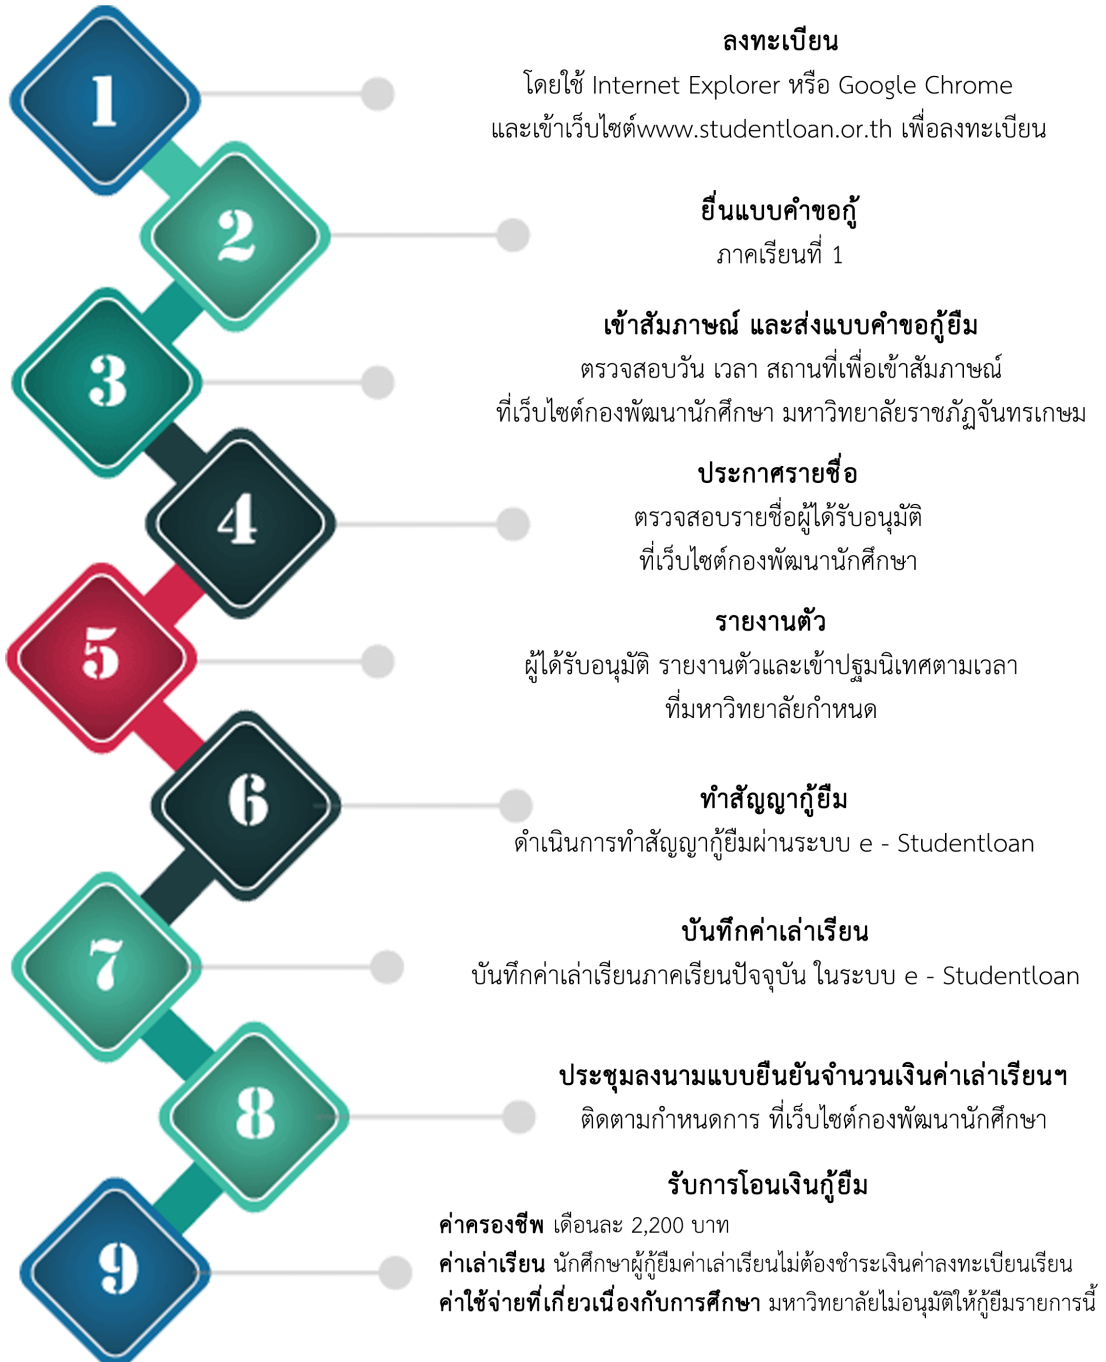 1
ลงทะเบียน
โดยใช้ Internet Explorer หรือ Google Chrome
และเข้าเว็บไซต์www.studentloan.or.th เพื่อลงทะเบียน
2
ยื่นแบบคำขอกู้
ภาคเรียนที่ 1
3
เข้าสัมภาษณ์ และส่งแบบคำขอกู้ยืม
ตรวจสอบวัน เวลา สถานที่เพื่อเข้าสัมภาษณ์
ที่เว็บไซต์กองพัฒนานักศึกษา มหาวิทยาลัยราชภัฏจันทรเกษม
4
ประกาศรายชื่อ
ตรวจสอบรายชื่อผู้ได้รับอนุมัติ
ที่เว็บไซต์กองพัฒนานักศึกษา
5
รายงานตัว
ผู้ได้รับอนุมัติ รายงานตัวและเข้าปฐมนิเทศตามเวลา
ที่มหาวิทยาลัยกำหนด
6
ทำสัญญากู้ยืม
ดำเนินการทำสัญญากู้ยืมผ่านระบบ e - Studentloan
7
บันทึกค่าเล่าเรียน
บันทึกค่าเล่าเรียนภาคเรียนปัจจุบัน ในระบบ e - Studentloan
8
ประชุมลงนามแบบยืนยันจำนวนเงินค่าเล่าเรียนฯ
ติดตามกำหนดการ ที่เว็บไซต์กองพัฒนานักศึกษา
9
รับการโอนเงินกู้ยืม
ค่าครองชีพ เดือนละ 2,200 บาท
ค่าเล่าเรียน นักศึกษาผู้กู้ยืมค่าเล่าเรียนไม่ต้องชำระเงินค่าลงทะเบียนเรียน
ค่าใช้จ่ายที่เกี่ยวเนื่องกับการศึกษา มหาวิทยาลัยไม่อนุมัติให้กู้ยืมรายการนี้